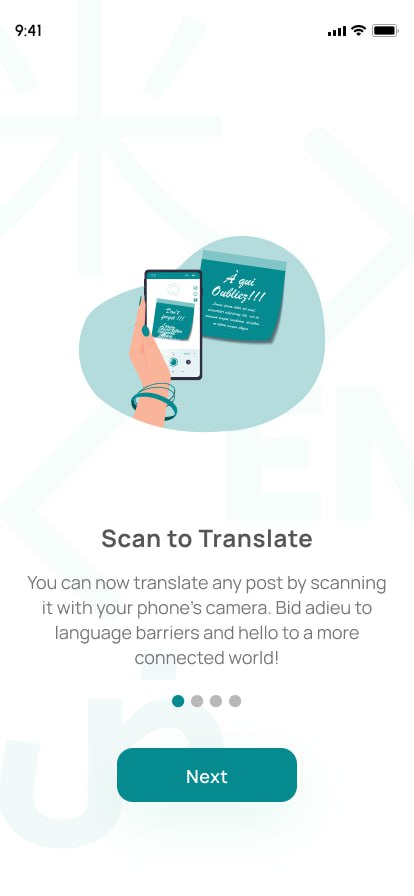 9:41
À qui
Oubliez!!!
Don't
forget !!!
Scan to Translate
You can now translate any post by scanning
it with your phone's camera. Bid adieu to
language barriers and hello to a more
connected world!
Next
EN